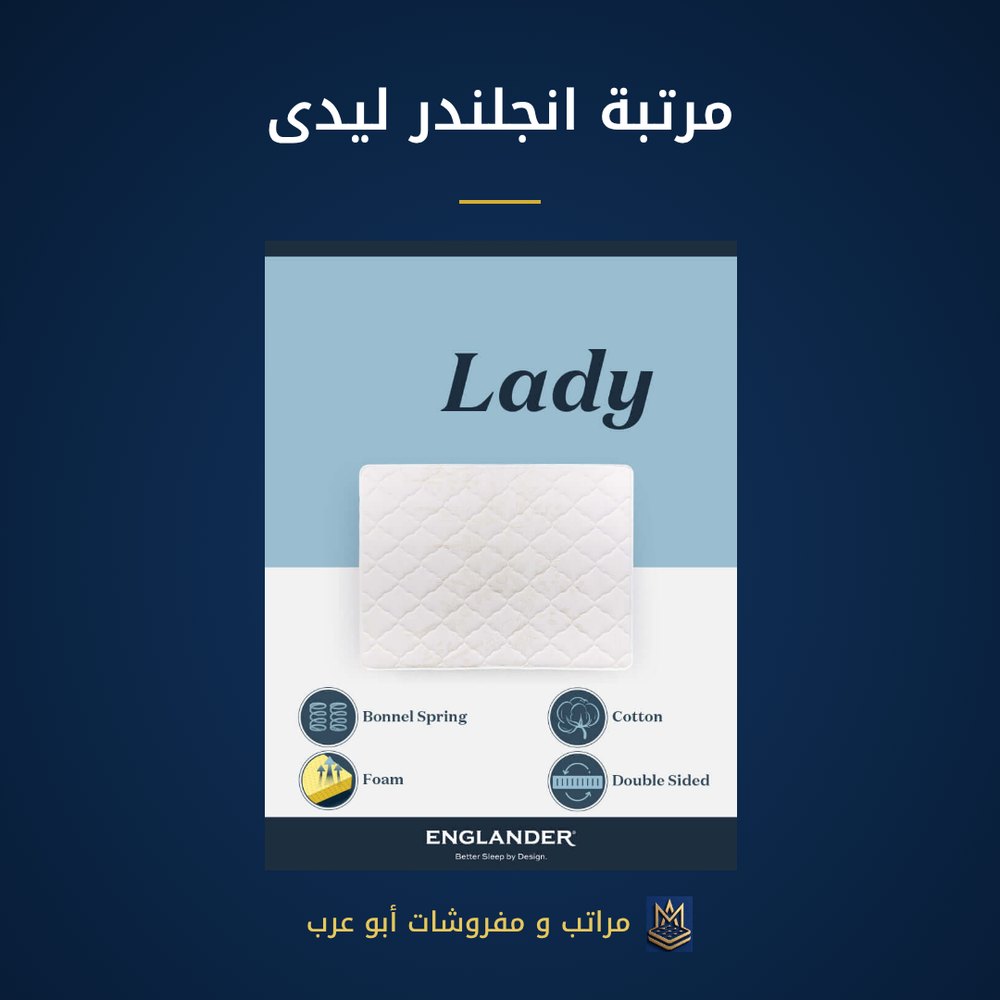 مرتبة انجلندر ليدى
Lady
Bonnel Spring
Cotton
Foam
Double Sided
ENGLANDER®
Better Sleep by Design.
مراتب و مفروشات أبو عرب